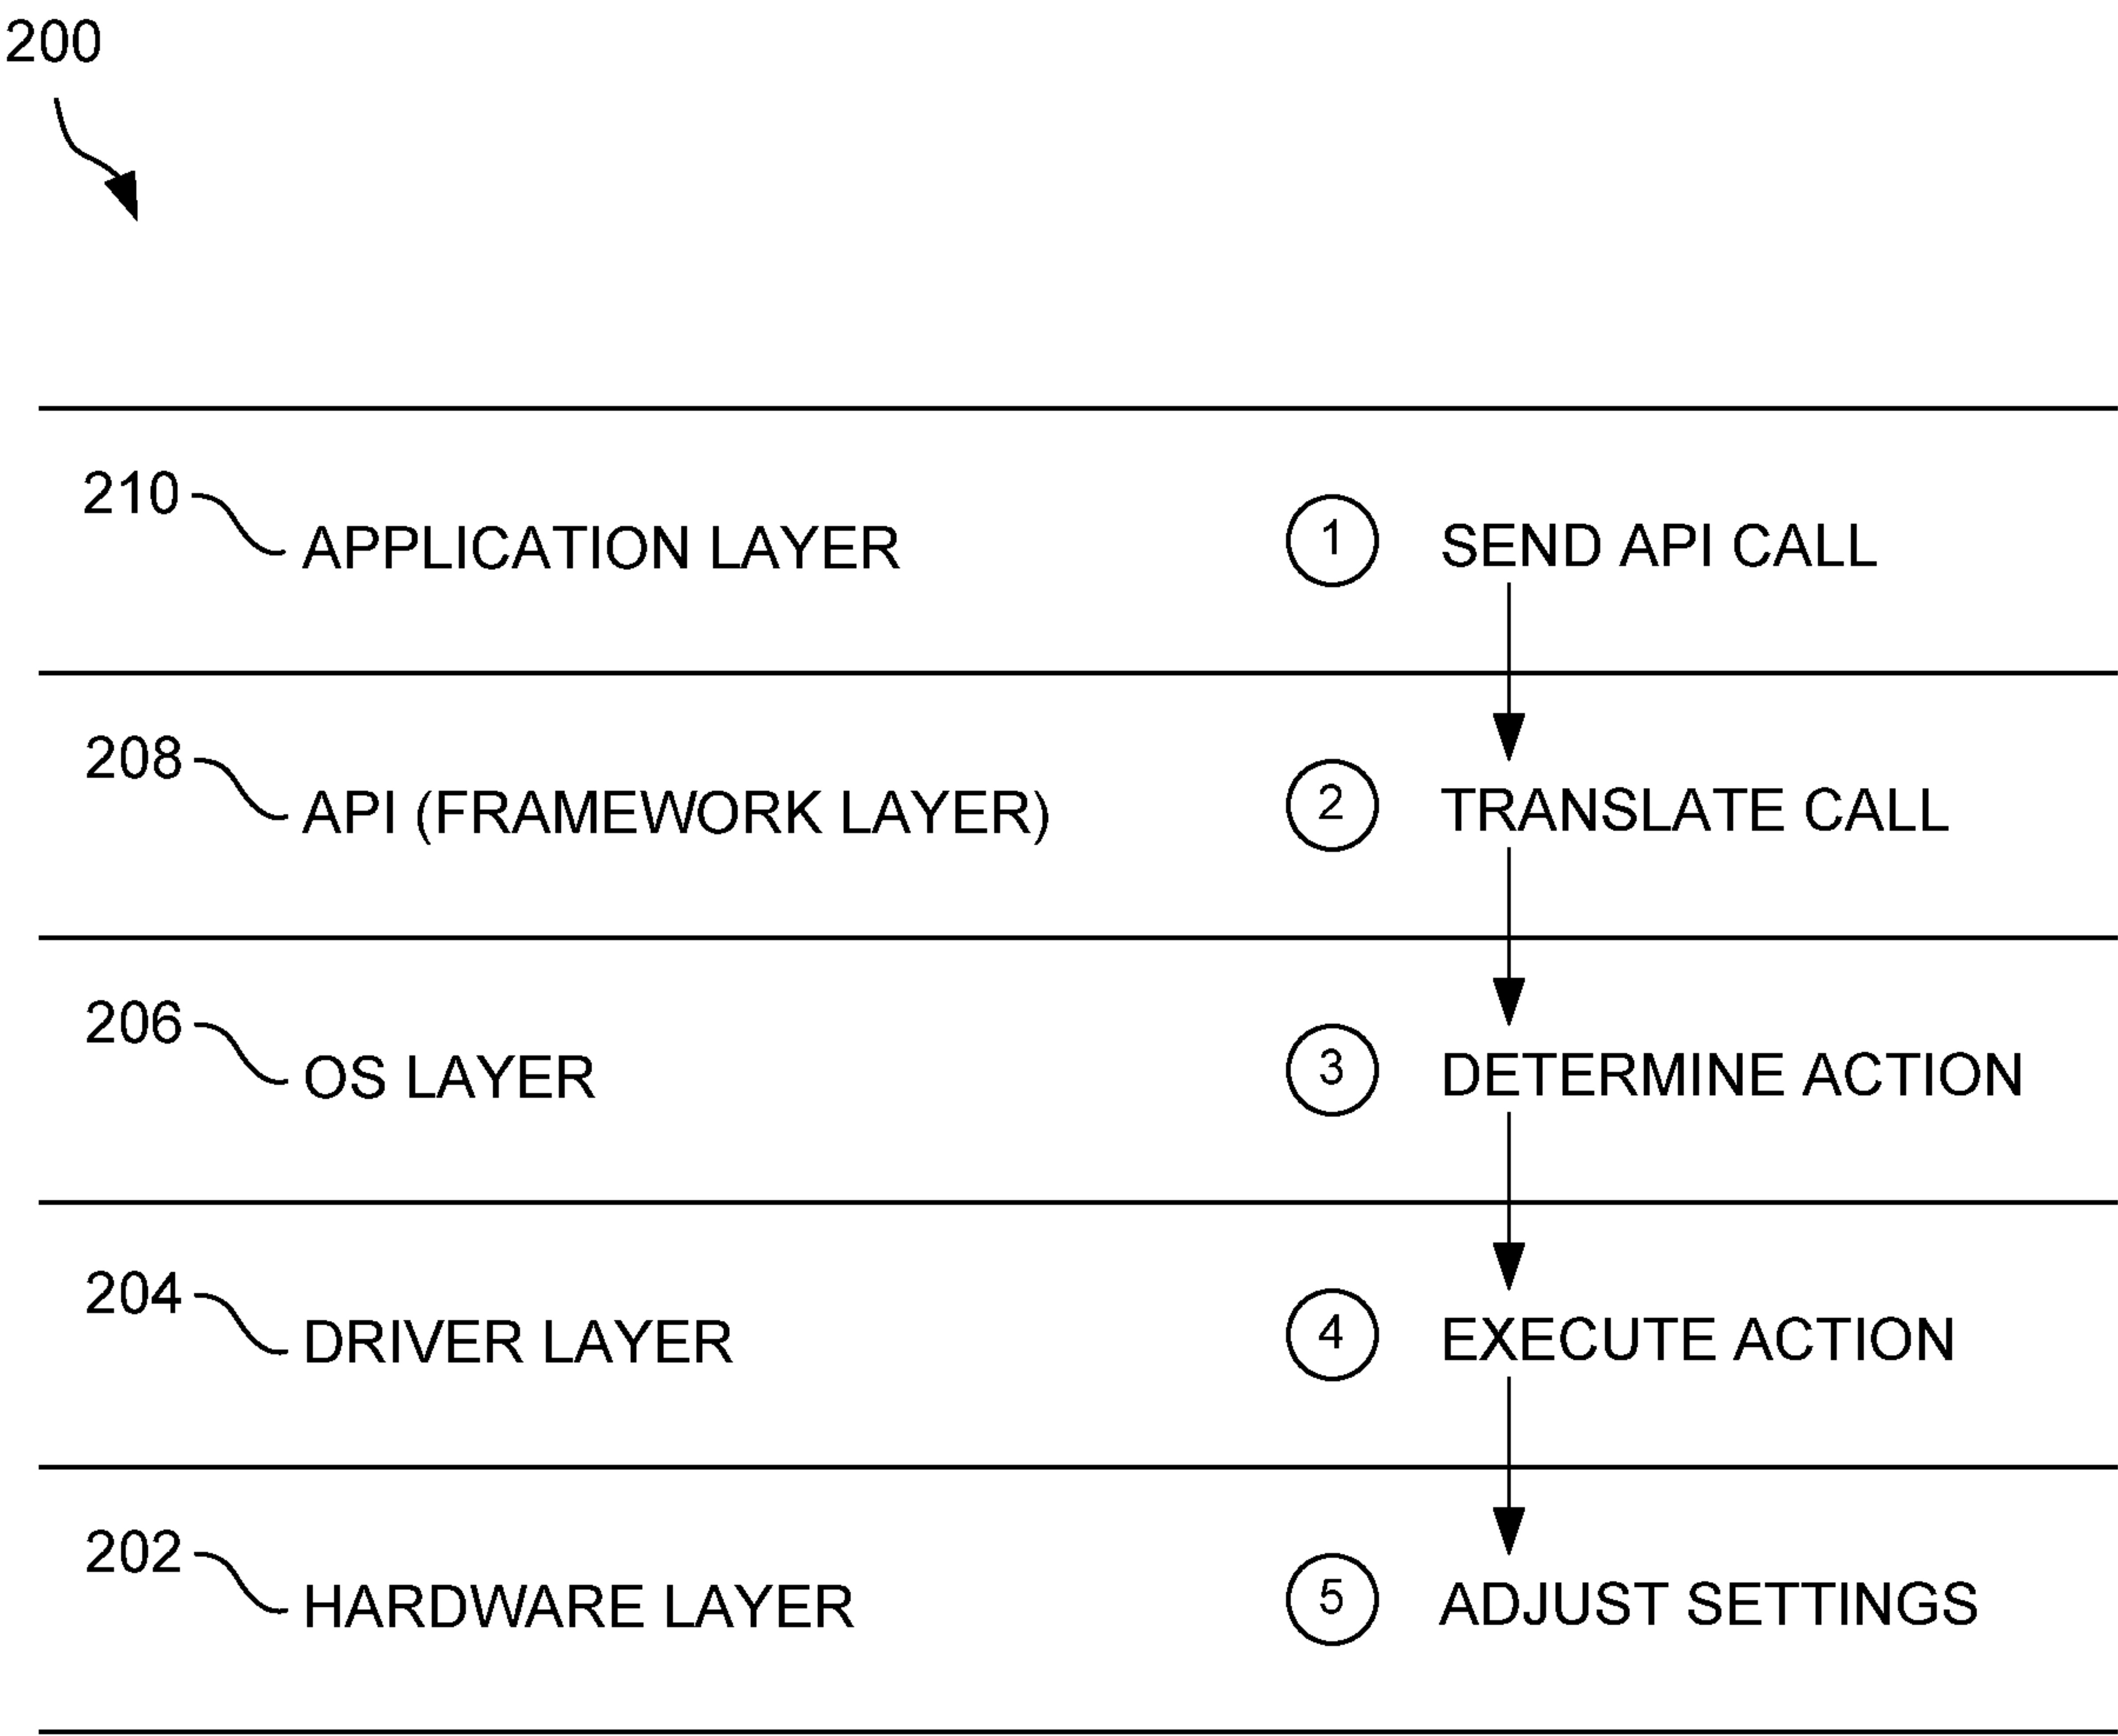 200
210
APPLICATION LAYER
1
SEND API CALL
208
API (FRAMEWORK LAYER)
2
TRANSLATE CALL
206
OS LAYER
3
DETERMINE ACTION
204
DRIVER LAYER
4
EXECUTE ACTION
202
HARDWARE LAYER
5
ADJUST SETTINGS